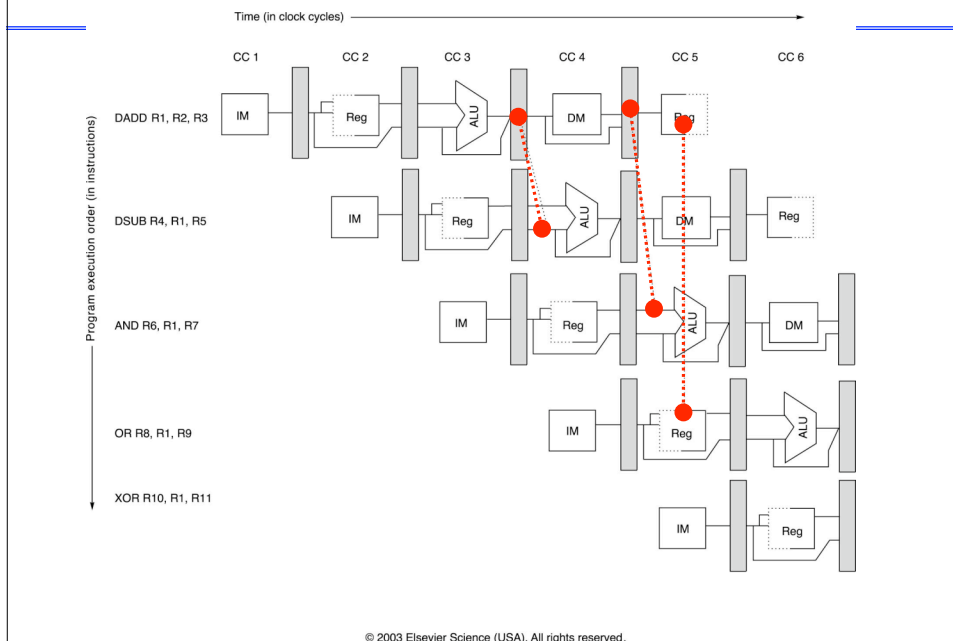 Time (in clock cycles)
CC 1 CC 2 CC 3 CC 4 CC 5 CC 6
Program execution order (in instructions)
DADD R1, R2, R3 IM Reg ALU DM Reg
DSUB R4, R1, R5 IM Reg ALU DM Reg
AND R6, R1, R7 IM Reg ALU DM
OR R8, R1, R9 IM Reg ALU
XOR R10, R1, R11
IM Reg
© 2003 Elsevier Science (USA). All rights reserved.